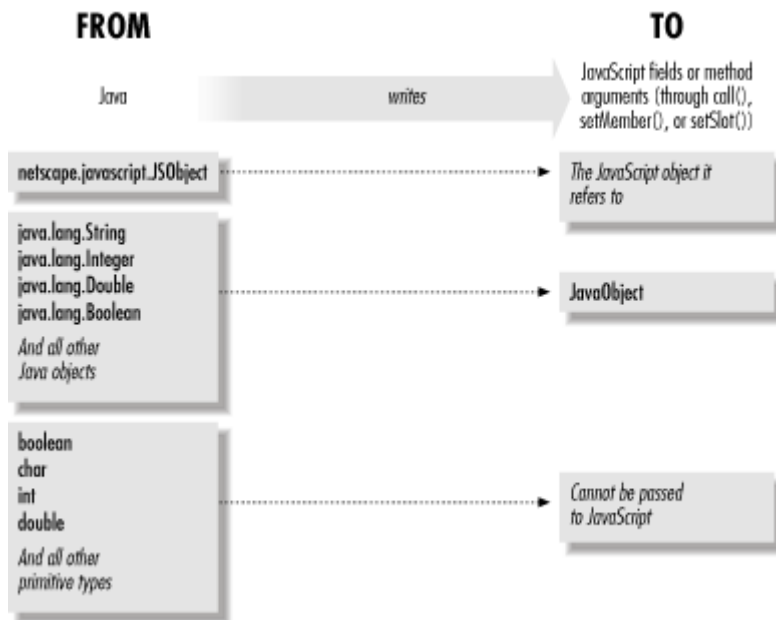 FROM
TO
Java
writes
JavaScript fields or method
arguments (through call(),
setMember(), or setSlot())
netscape.javascript.JSObject
The JavaScript object it
refers to
java.lang.String
java.lang.Integer
java.lang.Double
java.lang.Boolean
And all other
Java objects
JavaObject
boolean
char
int
double
And all other
primitive types
Cannot be passed
to JavaScript